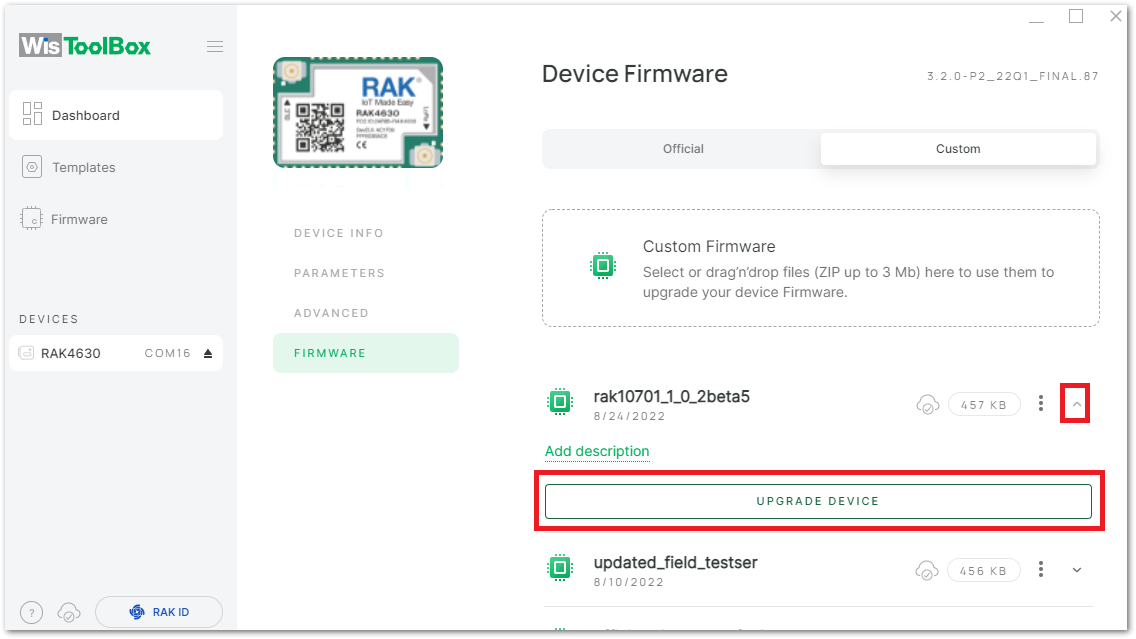 WisToolBox
Dashboard
Templates
Firmware
DEVICES
RAK4630
COM16
?
RAK ID
RAK®
IoT Made Easy
RAK4630
BLE
LoRa
CE
DEVICE INFO
PARAMETERS
ADVANCED
FIRMWARE
Device Firmware
3.2.0-P2_22Q1_FINAL.87
Official
Custom
Custom Firmware
Select or drag’n’drop files (ZIP up to 3 Mb) here to use them to
upgrade your device Firmware.
rak10701_1_0_2beta5
8/24/2022
457 KB
Add description
UPGRADE DEVICE
updated_field_testser
8/10/2022
456 KB